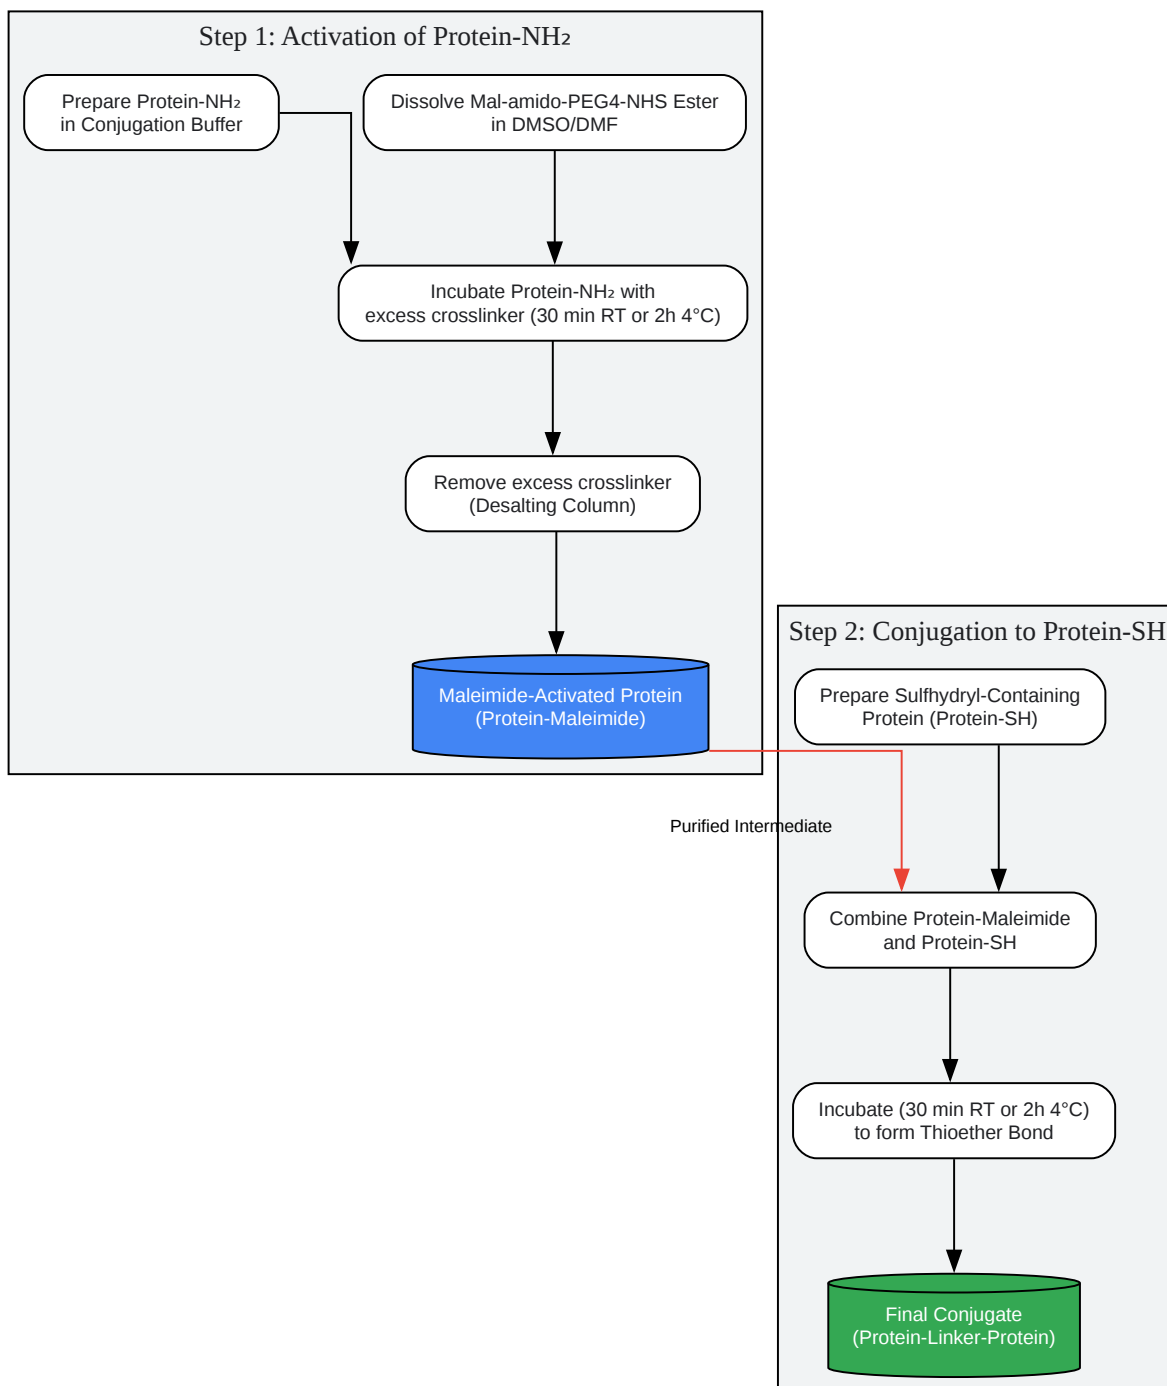 Step 1: Activation of Protein-NH₂
Prepare Protein-NH₂
in Conjugation Buffer
Dissolve Mal-amido-PEG4-NHS Ester
in DMSO/DMF
Incubate Protein-NH₂ with
excess crosslinker (30 min RT or 2h 4°C)
Remove excess crosslinker
(Desalting Column)
Maleimide-Activated Protein
(Protein-Maleimide)
Step 2: Conjugation to Protein-SH
Prepare Sulfhydryl-Containing
Protein (Protein-SH)
Purified Intermediate
Combine Protein-Maleimide
and Protein-SH
Incubate (30 min RT or 2h 4°C)
to form Thioether Bond
Final Conjugate
(Protein-Linker-Protein)